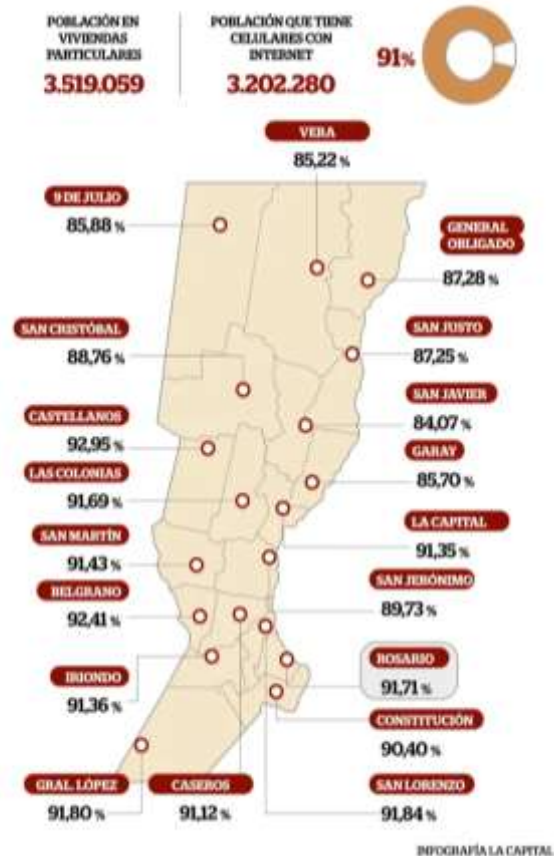 POBLACIÓN EN
VIVIENDAS
PARTICULARES
3.519.059
POBLACIÓN QUE TIENE
CELULARES CON
INTERNET
3.202.280
91%
VERA
85,22 %
9 DE JULIO
85,88 %
GENERAL
OBLIGADO
87,28 %
SAN CRISTÓBAL
88,76 %
SAN JUSTO
87,25 %
CASTELLANOS
92,95 %
SAN JAVIER
84,07 %
LAS COLONIAS
91,69 %
GARAY
85,70 %
SAN MARTÍN
91,43 %
LA CAPITAL
91,35 %
BELGRANO
92,41 %
SAN JERÓNIMO
89,73 %
IRIONDO
91,36 %
ROSARIO
91,71 %
CONSTITUCIÓN
90,40 %
GRAL. LÓPEZ
91,80 %
CASEROS
91,12 %
SAN LORENZO
91,84 %
INFOGRAFÍA LA CAPITAL